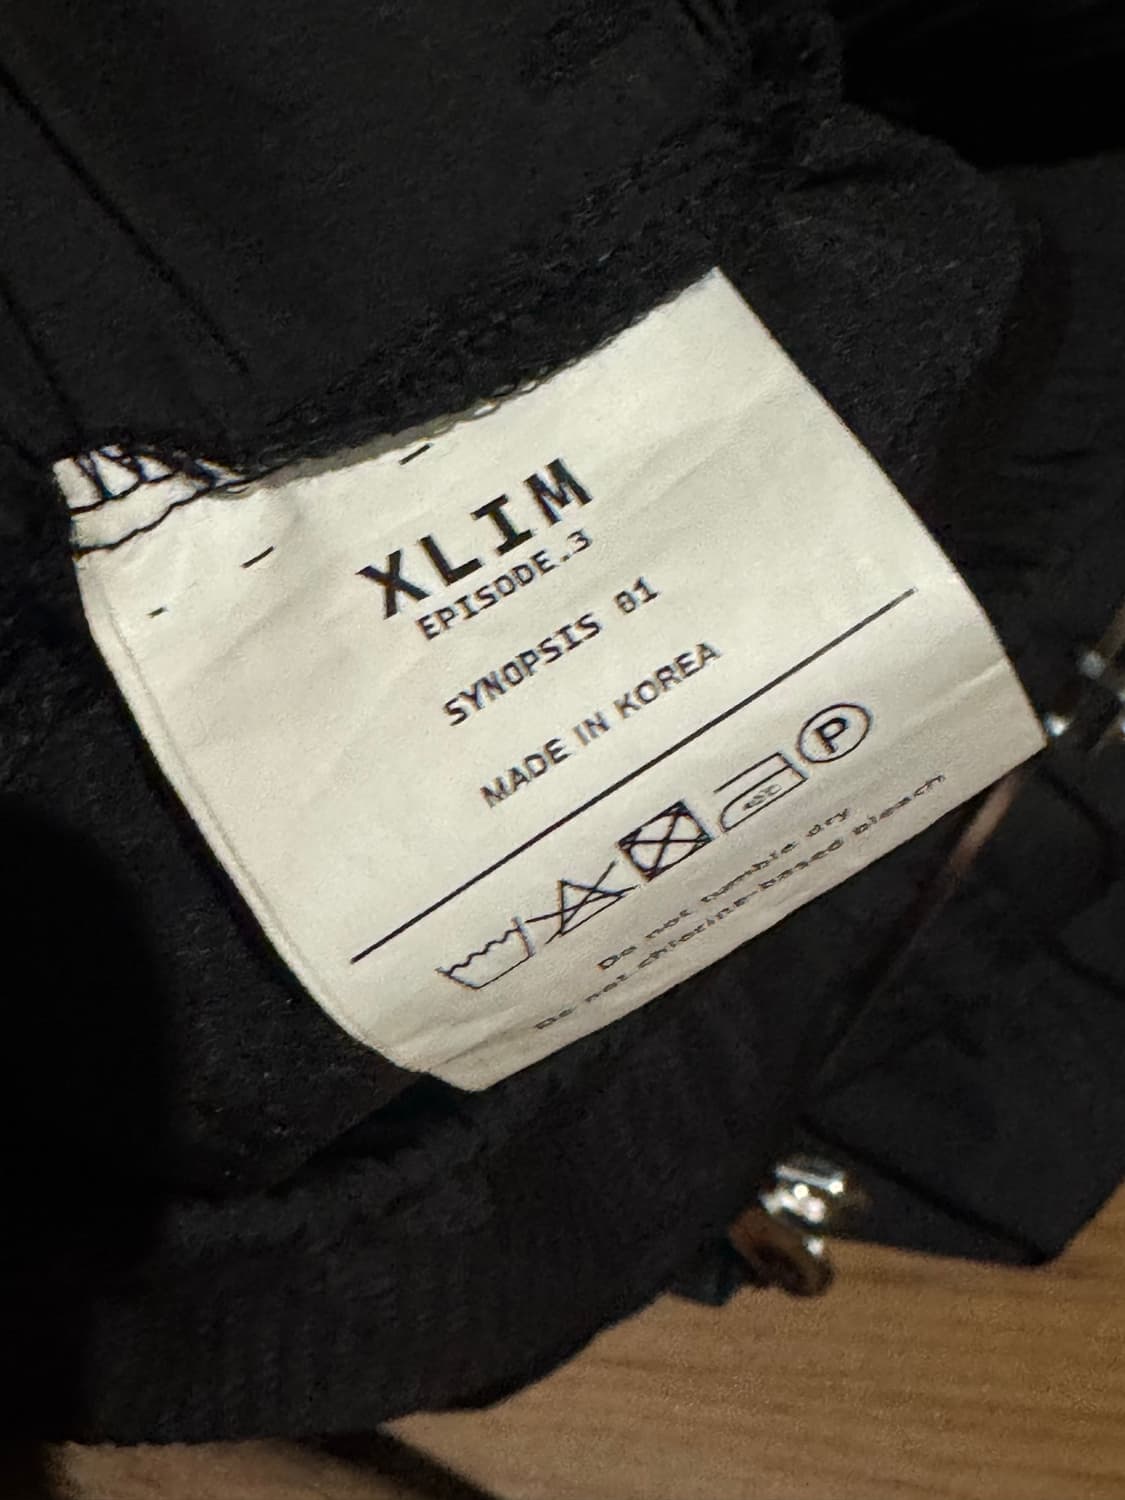 XLIM
EPISODE.3
SYNOPSIS 01
MADE IN KOREA
P
Do not tumble dry
Do not chlorine-based bleach